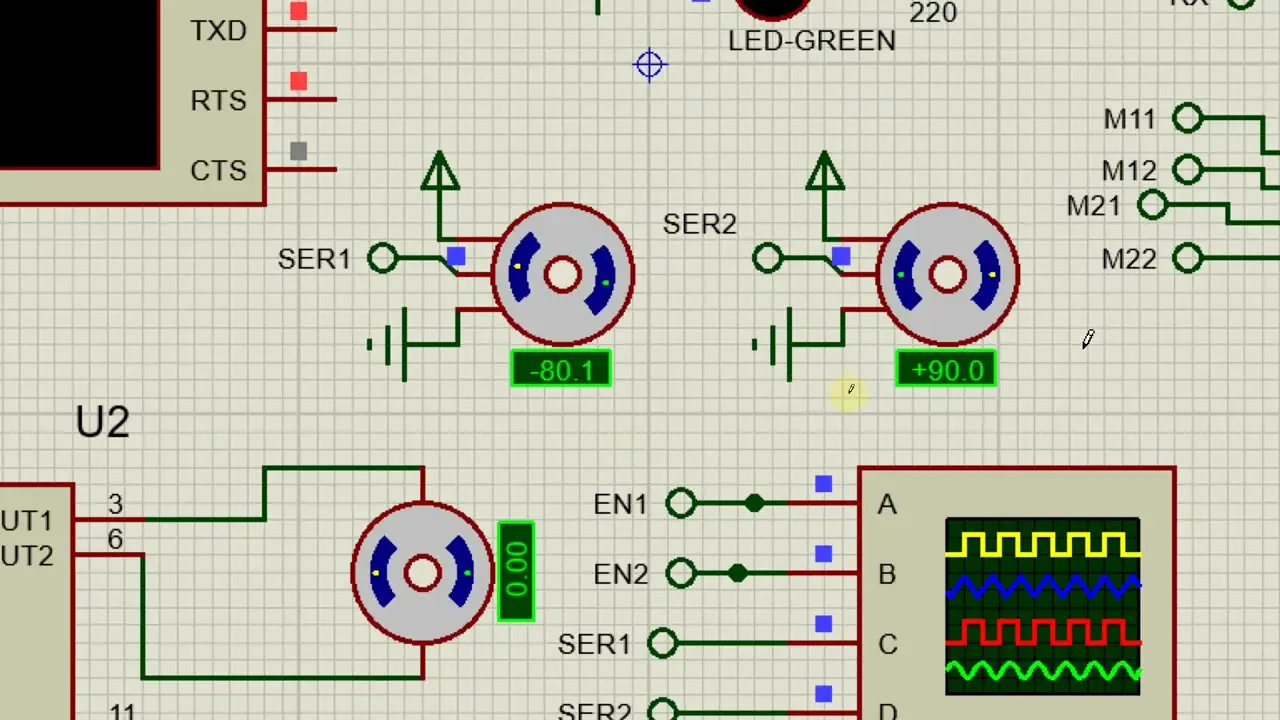 TXD
RTS
CTS
220
LED-GREEN
M11
M12
M21
M22
SER1
SER2
-80.1
+90.0
U2
3
6
UT1
UT2
0.00
EN1
EN2
SER1
SER2
A
B
C
D
11